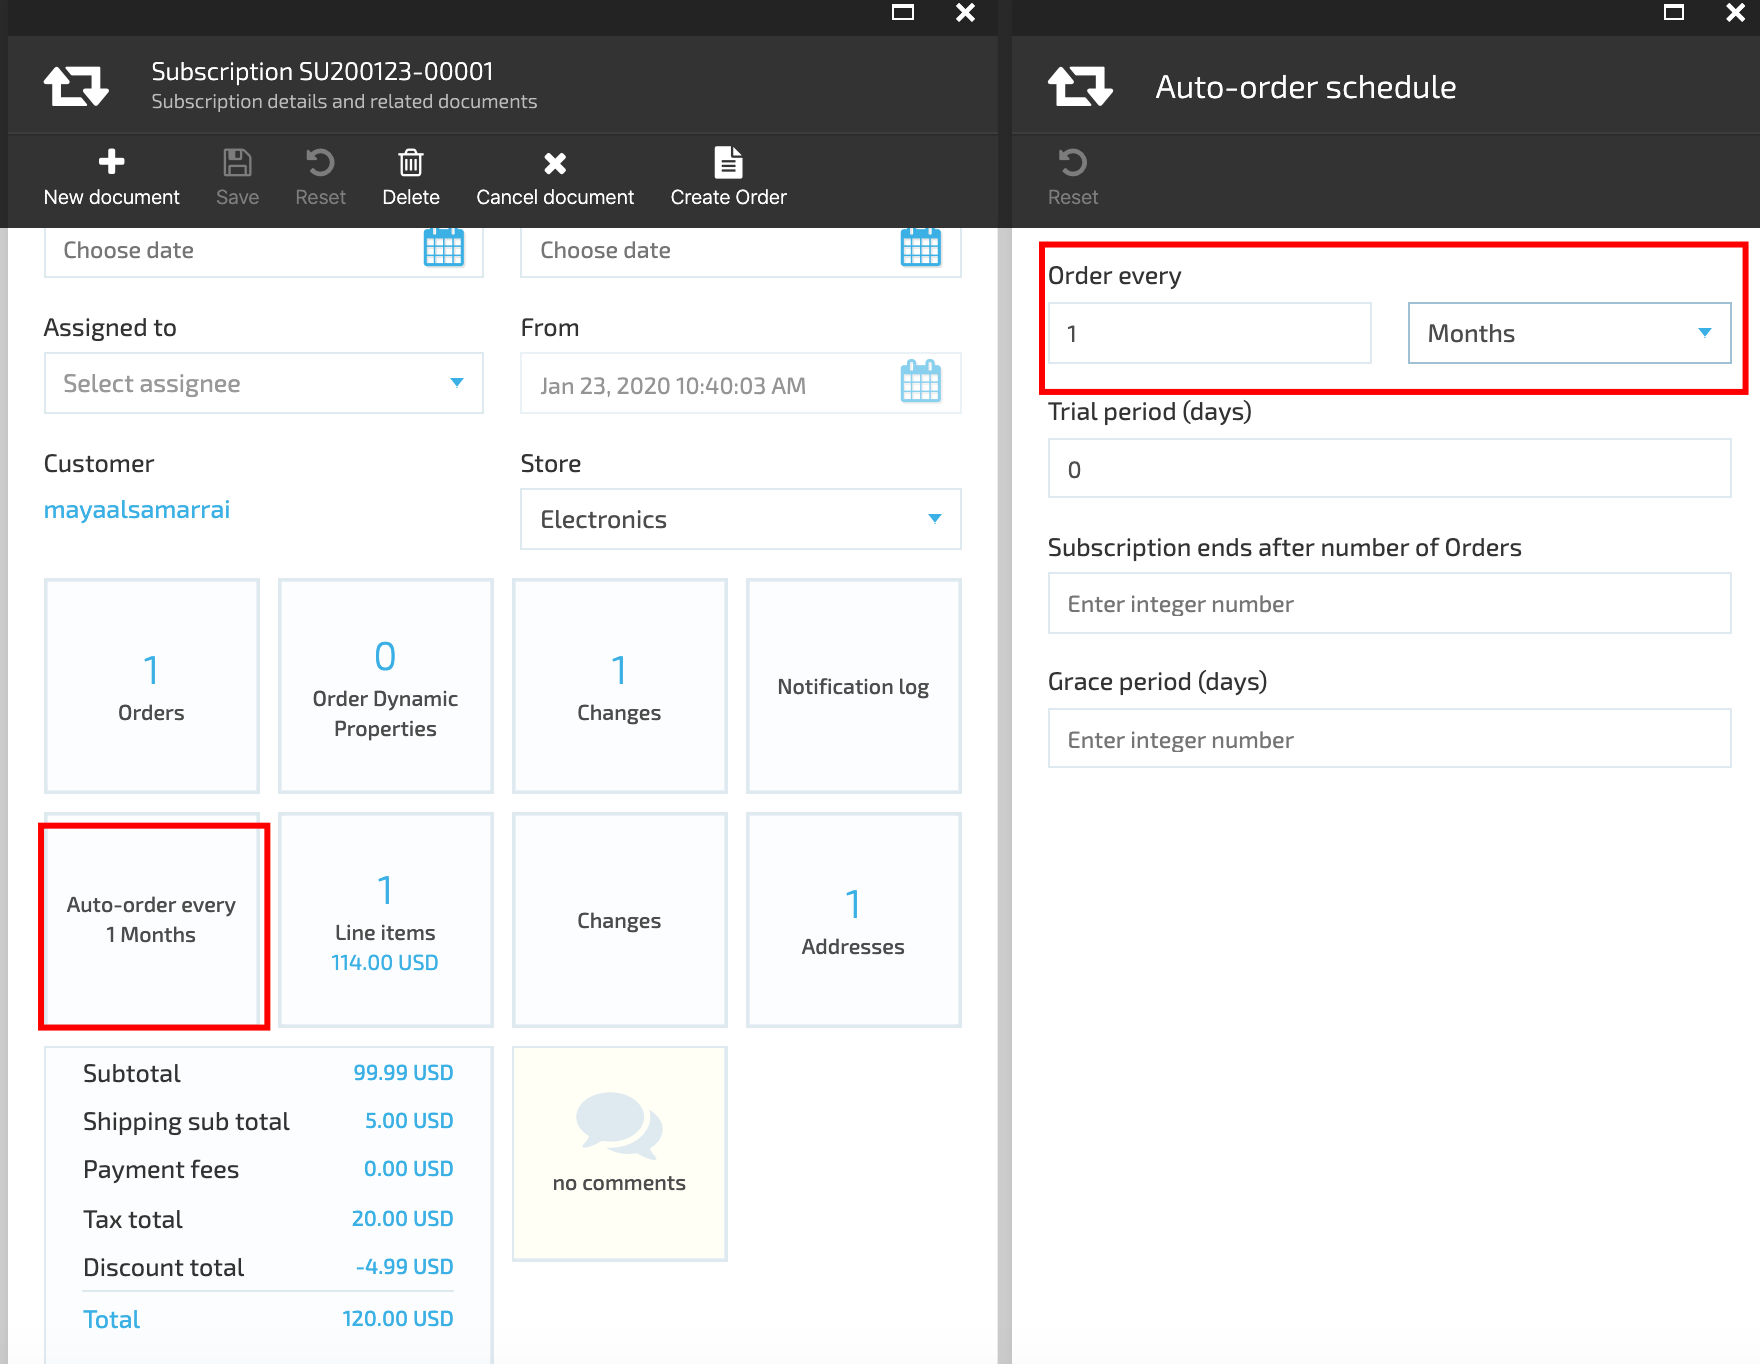 Subscription SU200123-00001
Subscription details and related documents
New document Save Reset Delete Cancel document Create Order
Choose date Choose date
Assigned to From
Select assignee Jan 23, 2020 10:40:03 AM
Customer Store
mayaalsamarrai Electronics
1
Orders
0
Order Dynamic
Properties
1
Changes
Notification log
Auto-order every
1 Months
1
Line items
114.00 USD
Changes
1
Addresses
Subtotal 99.99 USD
Shipping sub total 5.00 USD
Payment fees 0.00 USD
Tax total 20.00 USD
Discount total -4.99 USD
Total 120.00 USD
no comments
Auto-order schedule
Reset
Order every
1 Months
Trial period (days)
0
Subscription ends after number of Orders
Enter integer number
Grace period (days)
Enter integer number